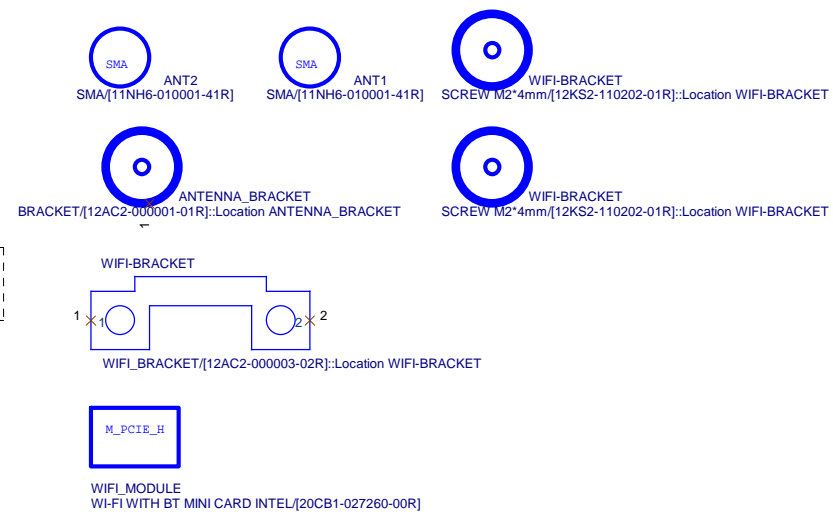 SMA
ANT2
SMA/[11NH6-010001-41R]
SMA
ANT1
SMA/[11NH6-010001-41R]
WIFI-BRACKET
SCREW M2*4mm/[12KS2-110202-01R]::Location WIFI-BRACKET
ANTENNA_BRACKET
BRACKET/[12AC2-000001-01R]::Location ANTENNA_BRACKET
1
WIFI-BRACKET
SCREW M2*4mm/[12KS2-110202-01R]::Location WIFI-BRACKET
WIFI-BRACKET
1
1
2
2
WIFI_BRACKET/[12AC2-000003-02R]::Location WIFI-BRACKET
M_PCIE_H
WIFI_MODULE
WI-FI WITH BT MINI CARD INTEL/[20CB1-027260-00R]